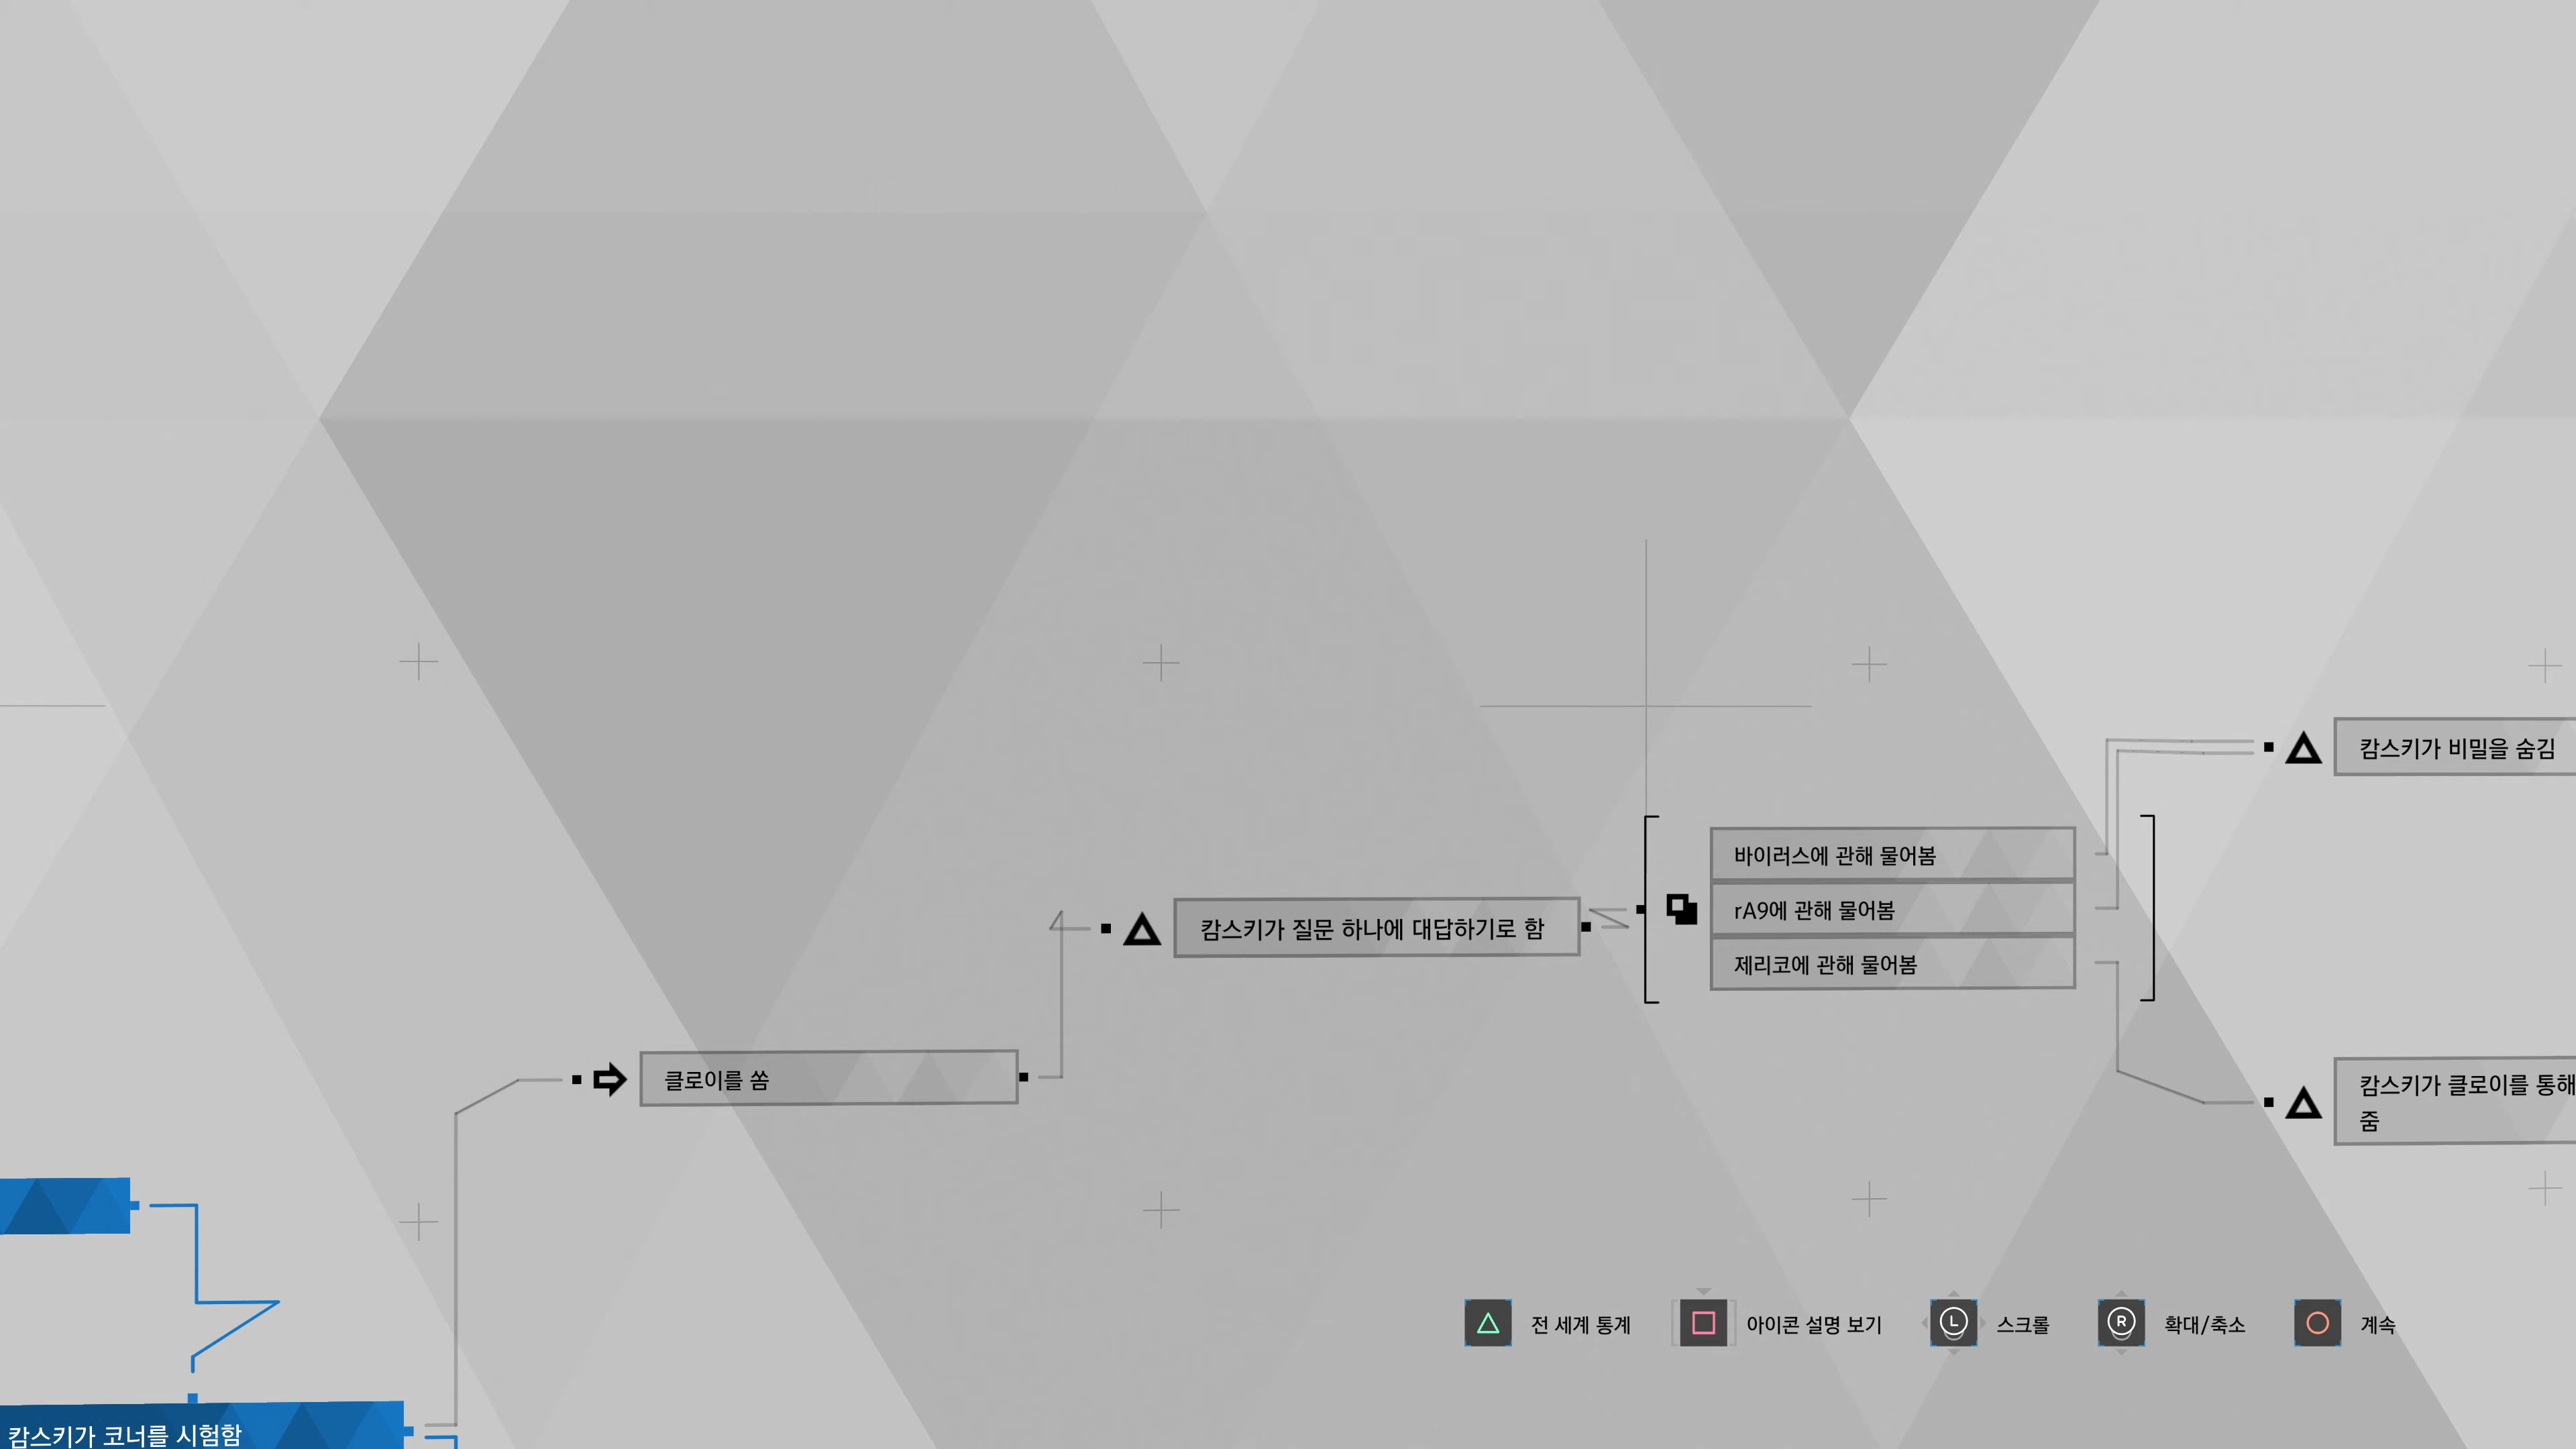 캄스키가 비밀을 숨김
바이러스에 관해 물어봄
rA9에 관해 물어봄
제리코에 관해 물어봄
캄스키가 질문 하나에 대답하기로 함
클로이를 쏨
캄스키가 클로이를 통해
줌
전 세계 통계
아이콘 설명 보기
L
스크롤
R
확대/축소
계속
캄스키가 코너를 시험함